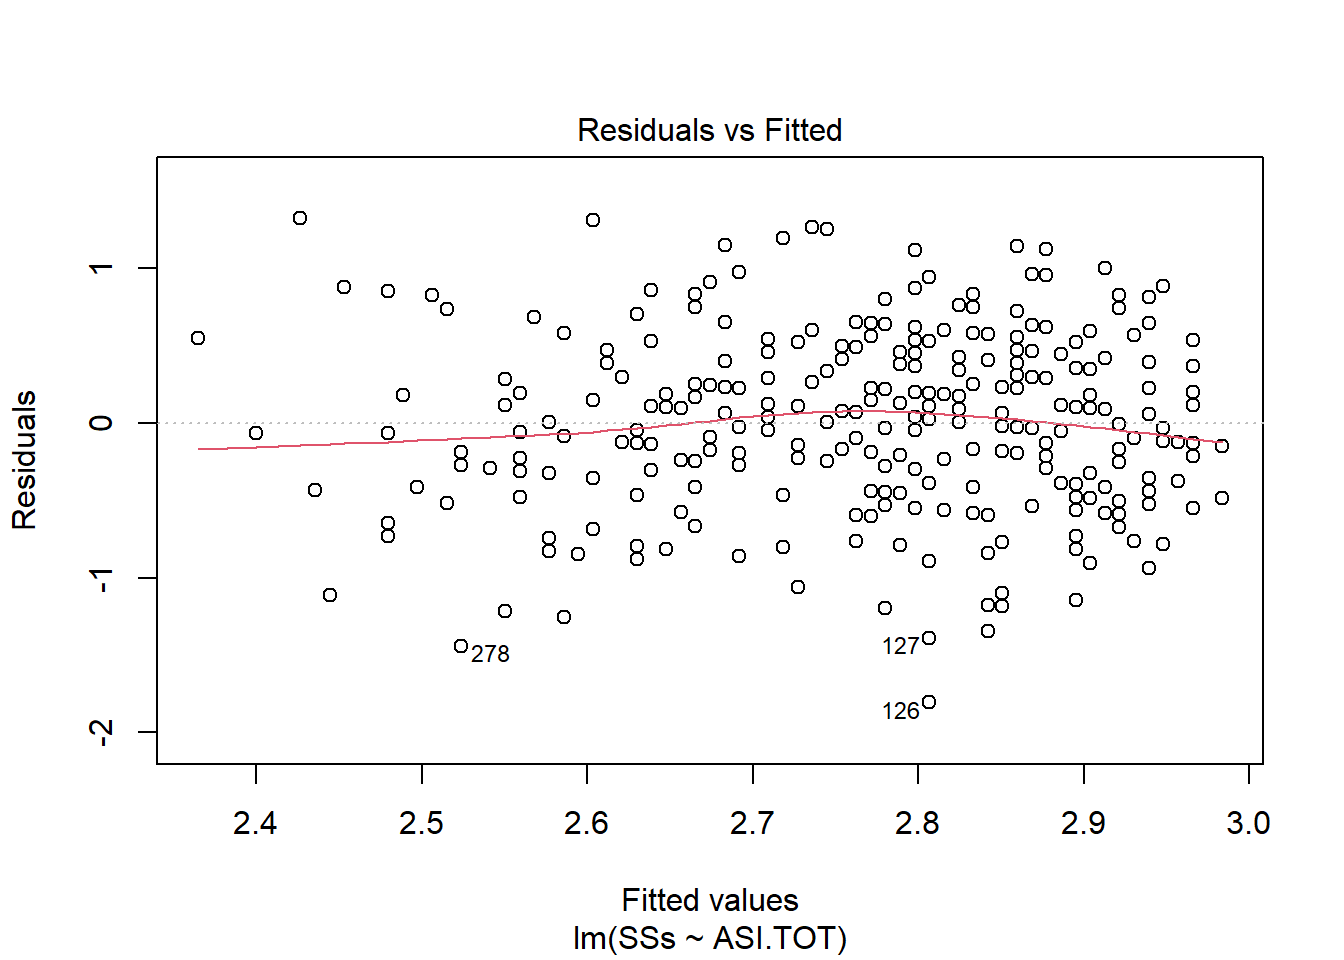 Residuals vs Fitted
Residuals
1
0
-1
-2
278
127
126
2.4 2.5 2.6 2.7 2.8 2.9 3.0
Fitted values
lm(SSs ~ ASI.TOT)